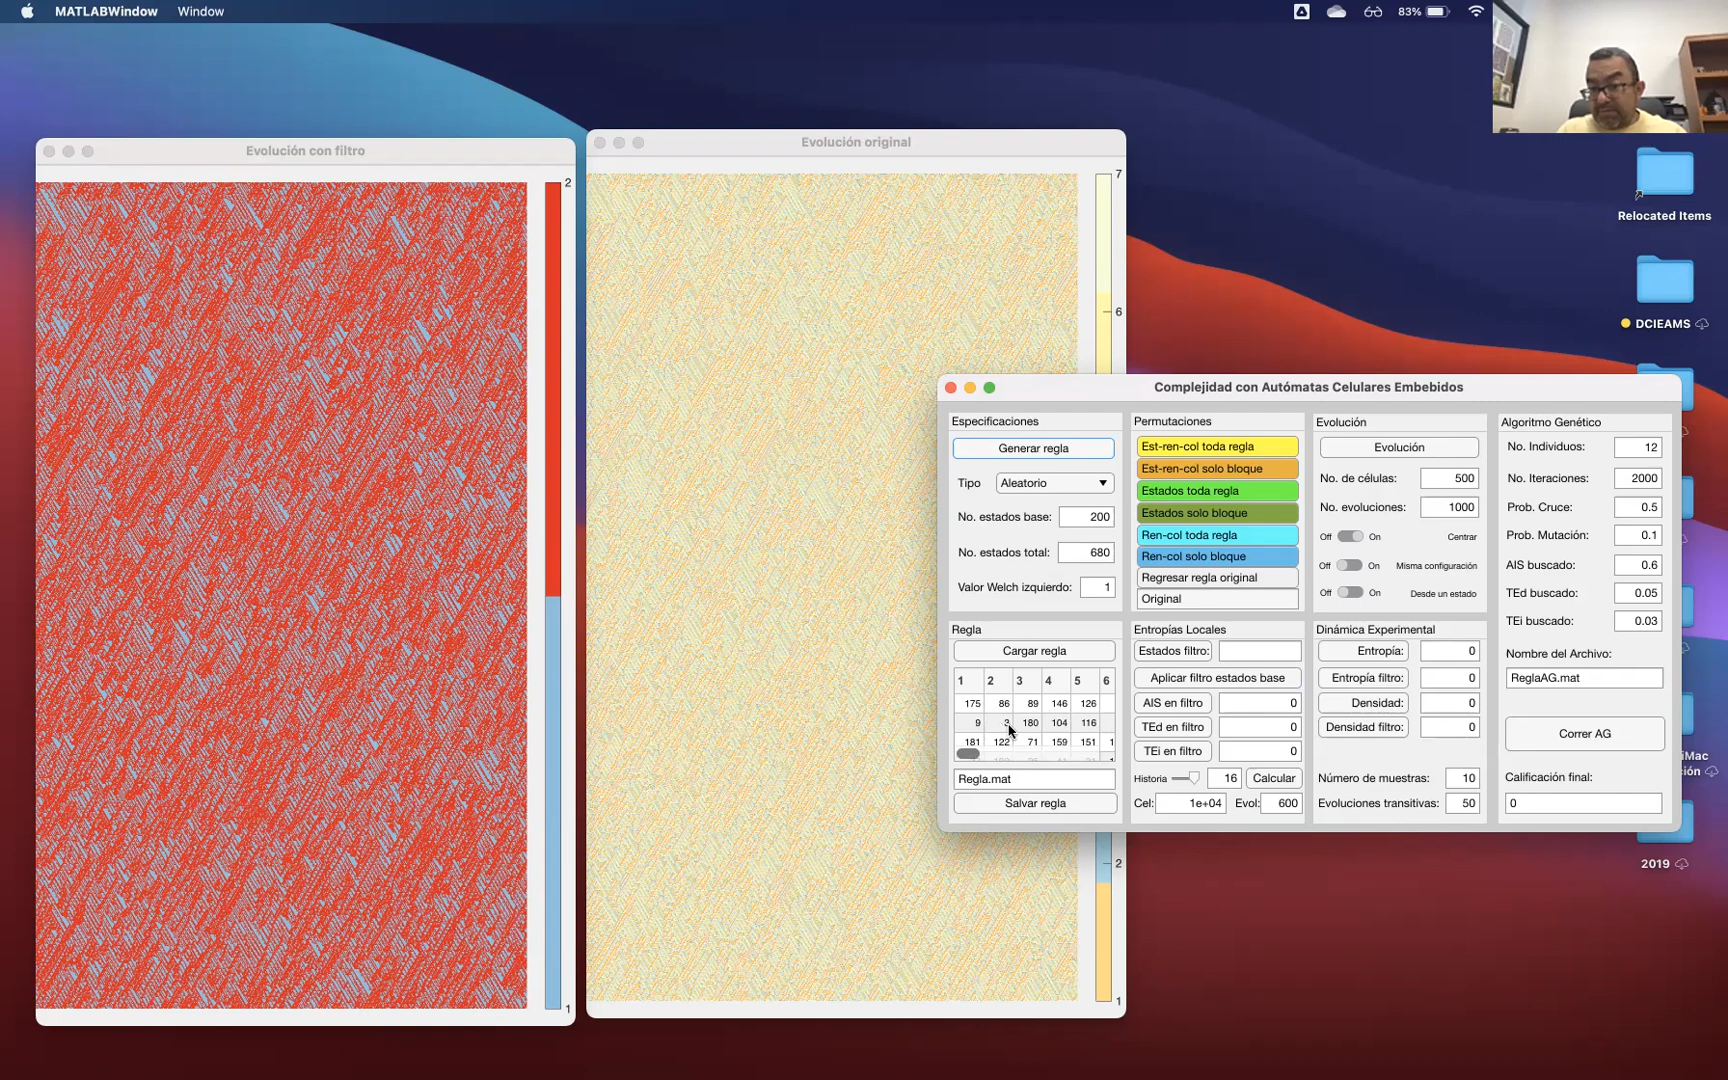 MATLABWindow Window
83%
Evolución con filtro
2
1
Evolución original
7
6
2
1
Relocated Items
DCIEAMS
2019
Complejidad con Autómatas Celulares Embebidos
Especificaciones
Generar regla
Tipo Aleatorio
No. estados base: 200
No. estados total: 680
Valor Welch izquierdo: 1
Permutaciones
Est-ren-col toda regla
Est-ren-col solo bloque
Estados toda regla
Estados solo bloque
Ren-col toda regla
Ren-col solo bloque
Regresar regla original
Original
Evolución
Evolución
No. de células: 500
No. evoluciones: 1000
Off On Centrar
Off On Misma configuración
Off On Desde un estado
Algoritmo Genético
No. Individuos: 12
No. Iteraciones: 2000
Prob. Cruce: 0.5
Prob. Mutación: 0.1
AIS buscado: 0.6
TEd buscado: 0.05
TEi buscado: 0.03
Nombre del Archivo:
ReglaAG.mat
Correr AG
Calificación final:
0
Regla
Cargar regla
1 2 3 4 5 6
175 86 89 146 126
9 3 180 104 116
181 122 71 159 151 1
Regla.mat
Salvar regla
Entropías Locales
Estados filtro:
Aplicar filtro estados base
AIS en filtro 0
TEd en filtro 0
TEi en filtro 0
Historia 16 Calcular
Cel: 1e+04 Evol: 600
Dinámica Experimental
Entropía: 0
Entropía filtro: 0
Densidad: 0
Densidad filtro: 0
Número de muestras: 10
Evoluciones transitivas: 50
iMac
ción